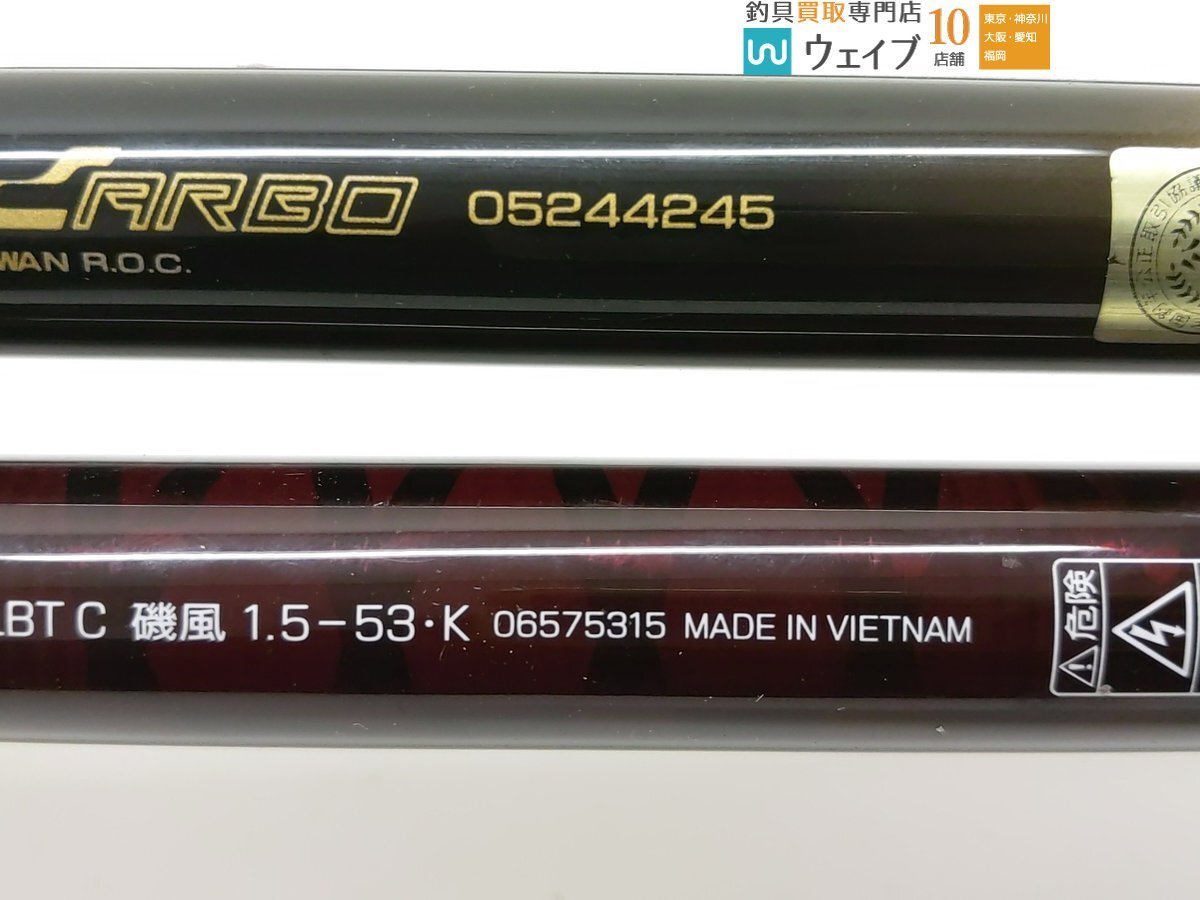 釣具買取専門店
ウェイブ
10
店舗
東京・神奈川
大阪・愛知
福岡
CARBO 05244245
WAN R.O.C.
LBT C 磯風 1.5-53・K 06575315 MADE IN VIETNAM
危険